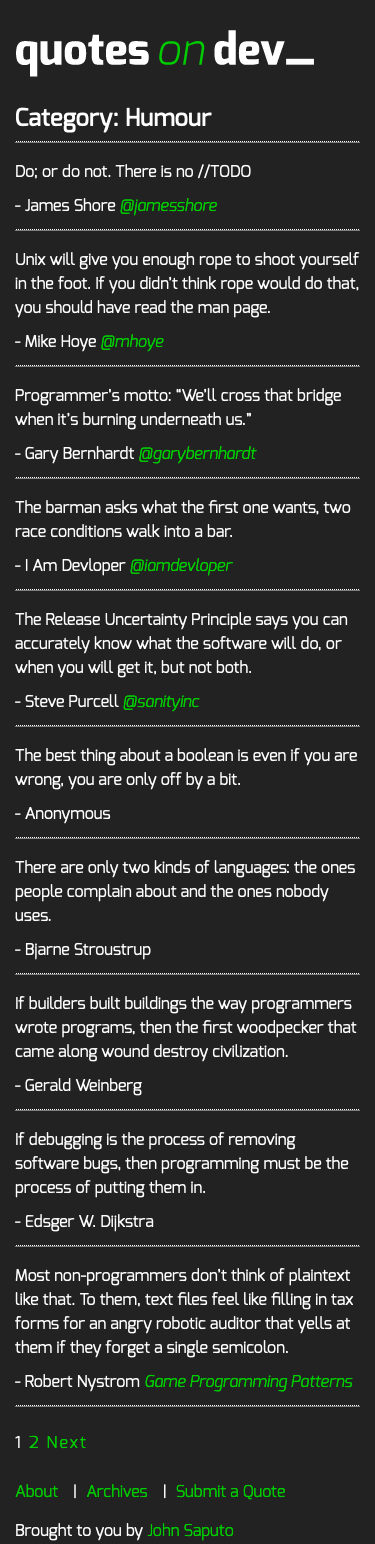 quotes on dev_
Category: Humour
Do; or do not. There is no //TODO
- James Shore @jamesshore
Unix will give you enough rope to shoot yourself
in the foot. If you didn't think rope would do that,
you should have read the man page.
- Mike Hoye @mhoye
Programmer's motto: “We'll cross that bridge
when it's burning underneath us.”
- Gary Bernhardt @garybernhardt
The barman asks what the first one wants, two
race conditions walk into a bar.
- I Am Devloper @iamdevloper
The Release Uncertainty Principle says you can
accurately know what the software will do, or
when you will get it, but not both.
- Steve Purcell @sanityinc
The best thing about a boolean is even if you are
wrong, you are only off by a bit.
- Anonymous
There are only two kinds of languages: the ones
people complain about and the ones nobody
uses.
- Bjarne Stroustrup
If builders built buildings the way programmers
wrote programs, then the first woodpecker that
came along wound destroy civilization.
- Gerald Weinberg
If debugging is the process of removing
software bugs, then programming must be the
process of putting them in.
- Edsger W. Dijkstra
Most non-programmers don't think of plaintext
like that. To them, text files feel like filling in tax
forms for an angry robotic auditor that yells at
them if they forget a single semicolon.
- Robert Nystrom Game Programming Patterns
1 2 Next
About | Archives | Submit a Quote
Brought to you by John Saputo